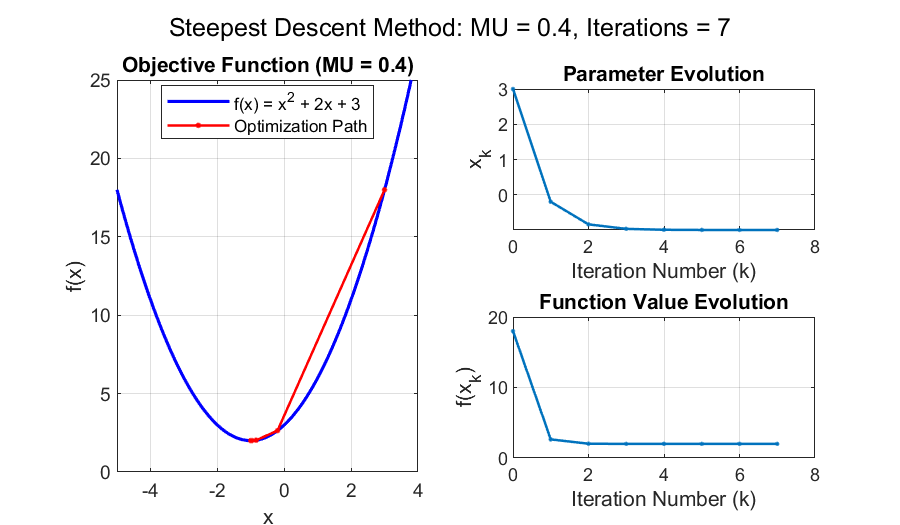 Steepest Descent Method: MU = 0.4, Iterations = 7
Objective Function (MU = 0.4)
f(x) = x² + 2x + 3
Optimization Path
25
20
15
10
5
0
f(x)
-4 -2 0 2 4
x
Parameter Evolution
3
2
1
0
x_k
0 2 4 6 8
Iteration Number (k)
Function Value Evolution
20
10
0
f(x_k)
0 2 4 6 8
Iteration Number (k)